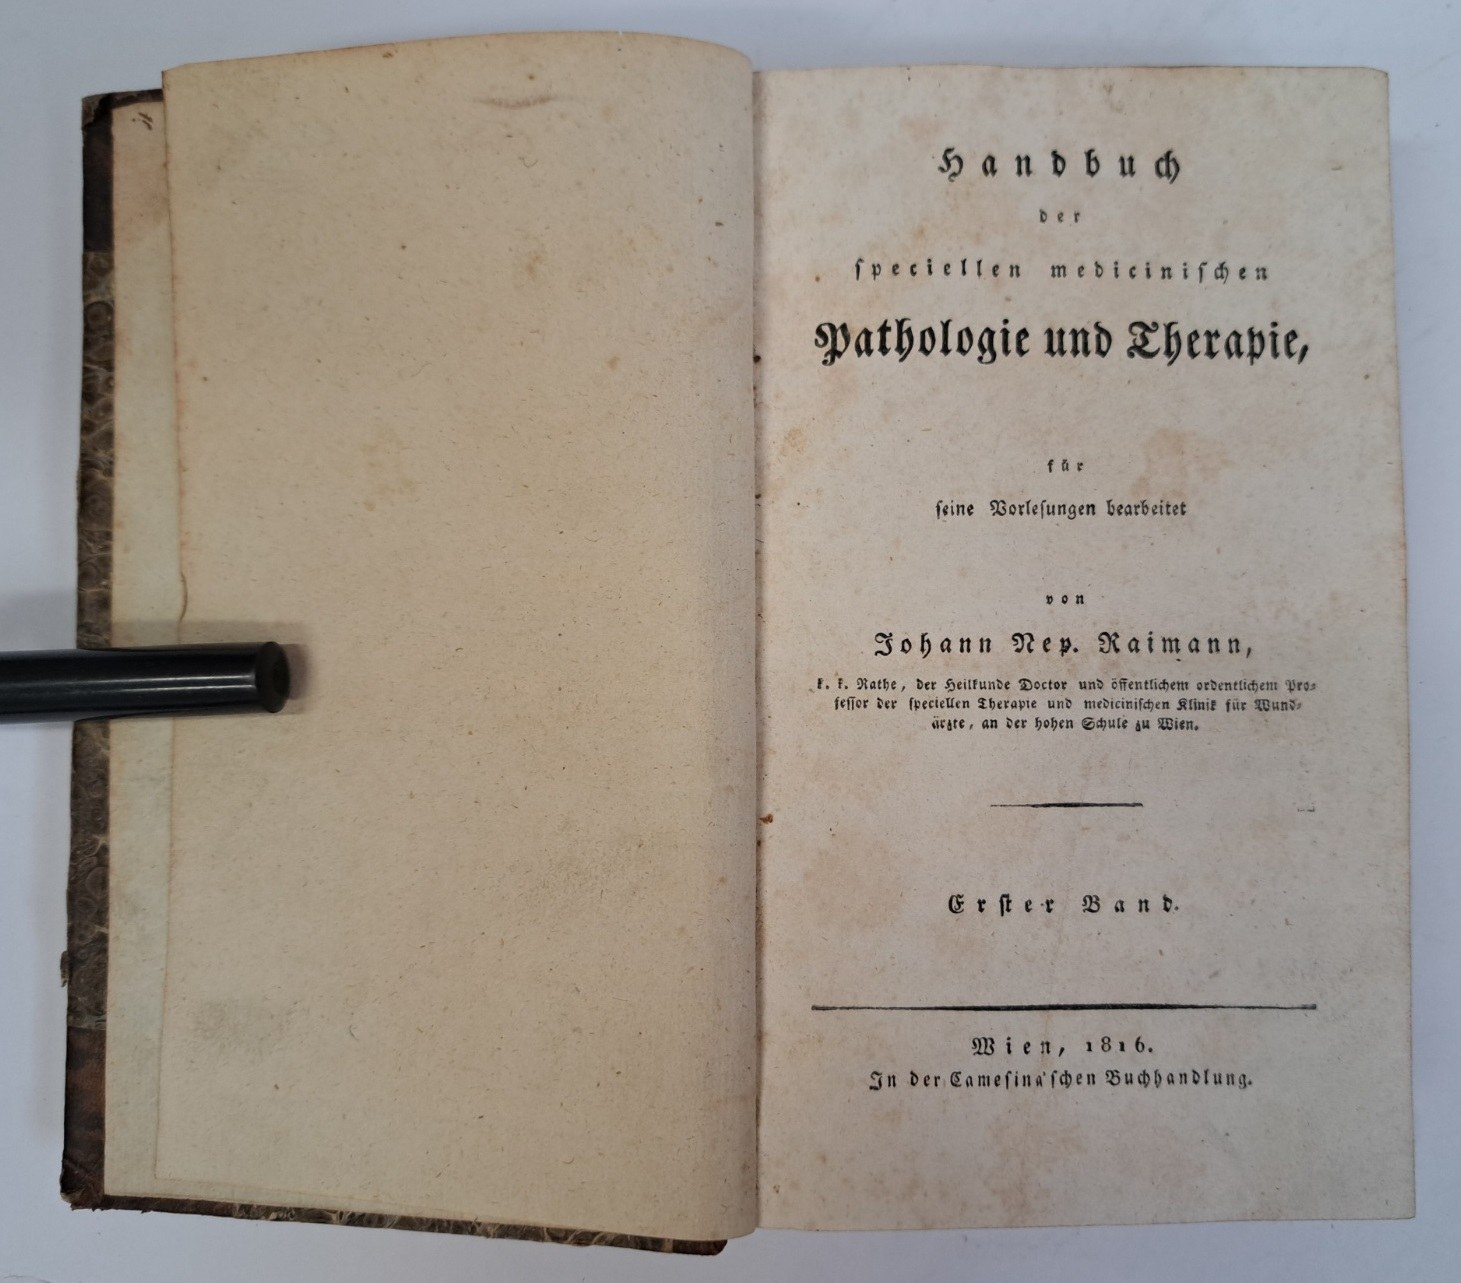 Handbuch
der
ſpeciellen mediciniſchen
Pathologie und Therapie,
für
ſeine Vorleſungen bearbeitet
von
Johann Nep. Raimann,
k. k. Rathe, der Heilkunde Doctor und öffentlichem ordentlichem Pro-
feſſor der ſpeciellen Therapie und mediciniſchen Klinik für Wund-
ärzte, an der hohen Schule zu Wien.
Erſter Band.
Wien, 1816.
In der Cameſina'ſchen Buchhandlung.